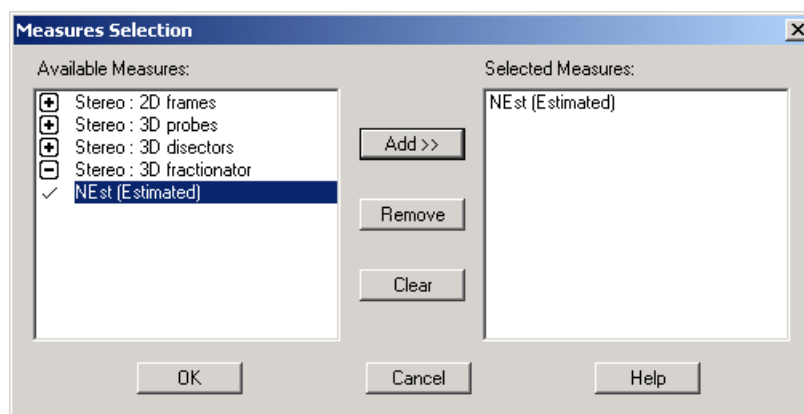 Measures Selection
Available Measures:
Stereo : 2D frames
Stereo : 3D probes
Stereo : 3D disectors
Stereo : 3D fractionator
NEst (Estimated)
Add >>
Remove
Clear
Selected Measures:
NEst (Estimated)
OK
Cancel
Help